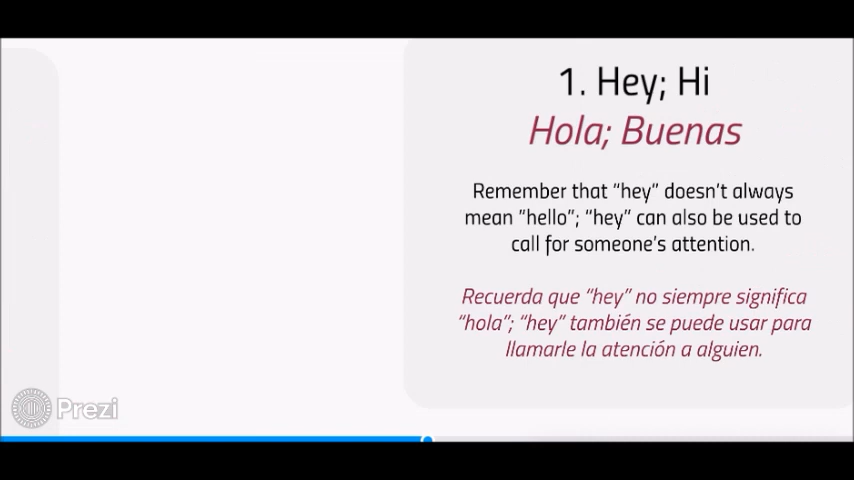 1. Hey; Hi
Hola; Buenas
Remember that "hey" doesn't always
mean "hello"; "hey" can also be used to
call for someone's attention.
Recuerda que "hey" no siempre significa
"hola"; "hey" también se puede usar para
llamarle la atención a alguien.
Prezi